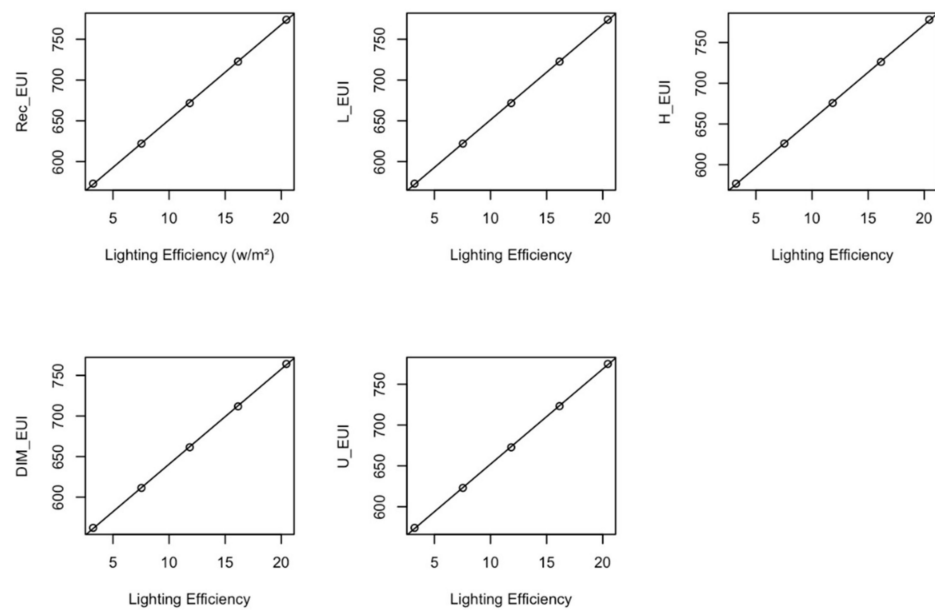 Rec_EUI
600 650 700 750
5 10 15 20
Lighting Efficiency (w/m²)
L_EUI
600 650 700 750
5 10 15 20
Lighting Efficiency
H_EUI
600 650 700 750
5 10 15 20
Lighting Efficiency
DIM_EUI
600 650 700 750
5 10 15 20
Lighting Efficiency
U_EUI
600 650 700 750
5 10 15 20
Lighting Efficiency